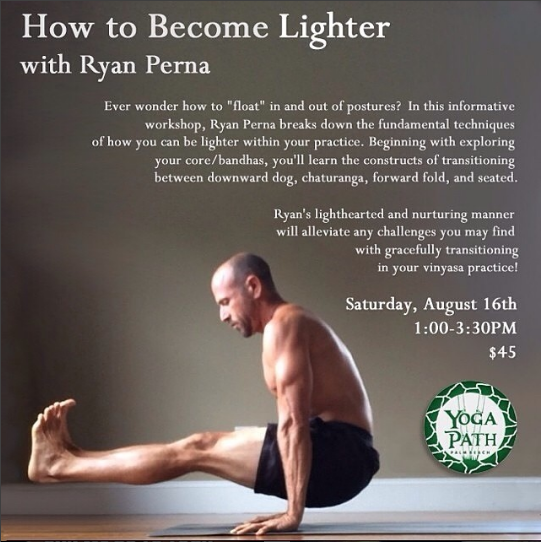 How to Become Lighter
with Ryan Perna
Ever wonder how to "float" in and out of postures? In this informative
workshop, Ryan Perna breaks down the fundamental techniques
of how you can be lighter within your practice. Beginning with exploring
your core/bandhas, you'll learn the constructs of transitioning
between downward dog, chaturanga, forward fold, and seated.
Ryan's lighthearted and nurturing manner
will alleviate any challenges you may find
with gracefully transitioning
in your vinyasa practice!
Saturday, August 16th
1:00-3:30PM
$45
YOGA
PATH
PALM BEACH